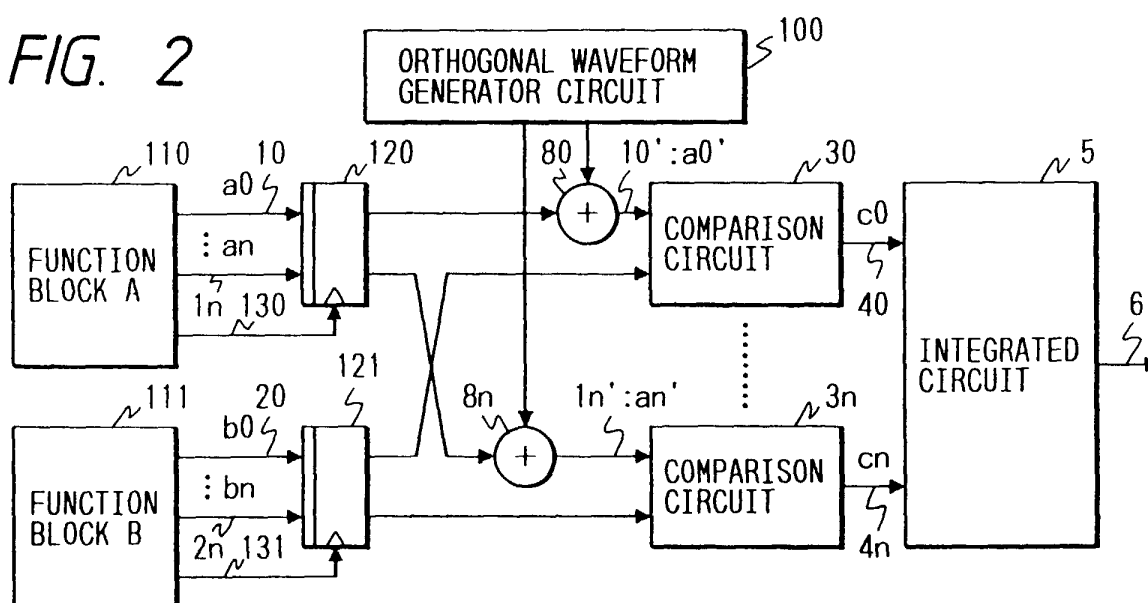 FIG. 2
ORTHOGONAL WAVEFORM
GENERATOR CIRCUIT
100
110
a0
10
120
80
10':a0'
30
5
FUNCTION
BLOCK A
⋮an
1n
130
+
COMPARISON
CIRCUIT
c0
40
INTEGRATED
CIRCUIT
6
111
b0
20
121
8n
1n':an'
3n
FUNCTION
BLOCK B
⋮bn
2n
131
+
COMPARISON
CIRCUIT
cn
4n